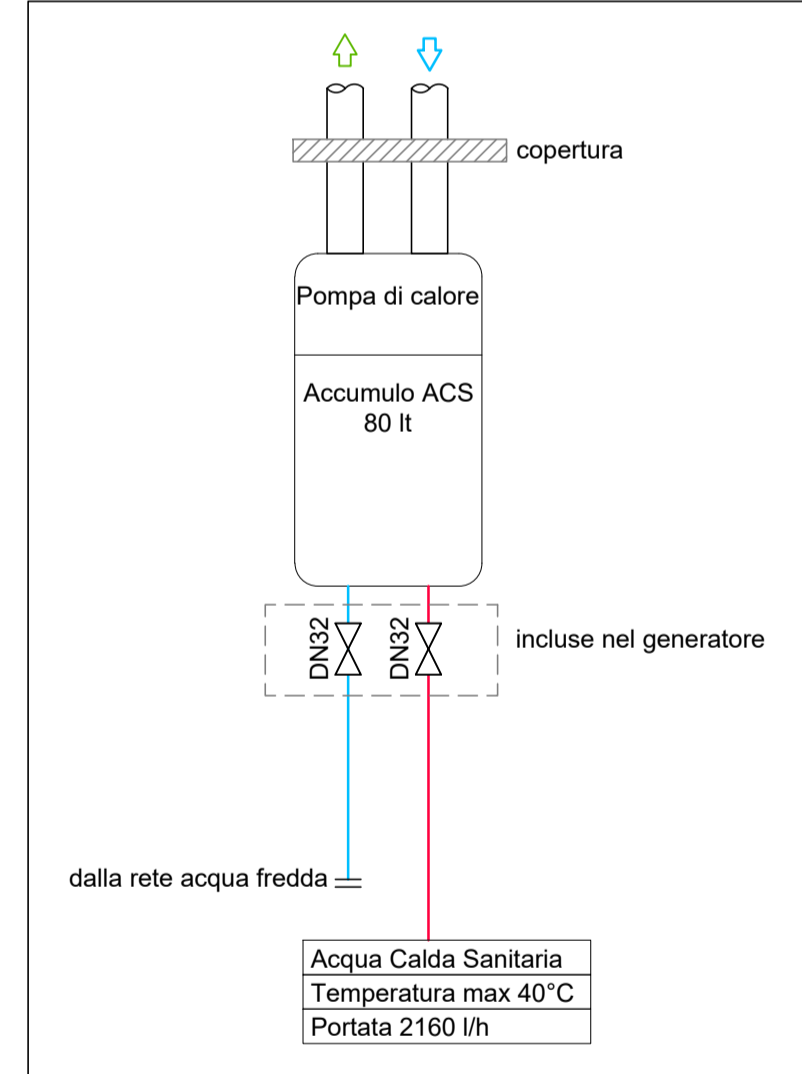 copertura
Pompa di calore
Accumulo ACS
80 lt
DN32
DN32
incluse nel generatore
dalla rete acqua fredda
Acqua Calda Sanitaria
Temperatura max 40°C
Portata 2160 l/h